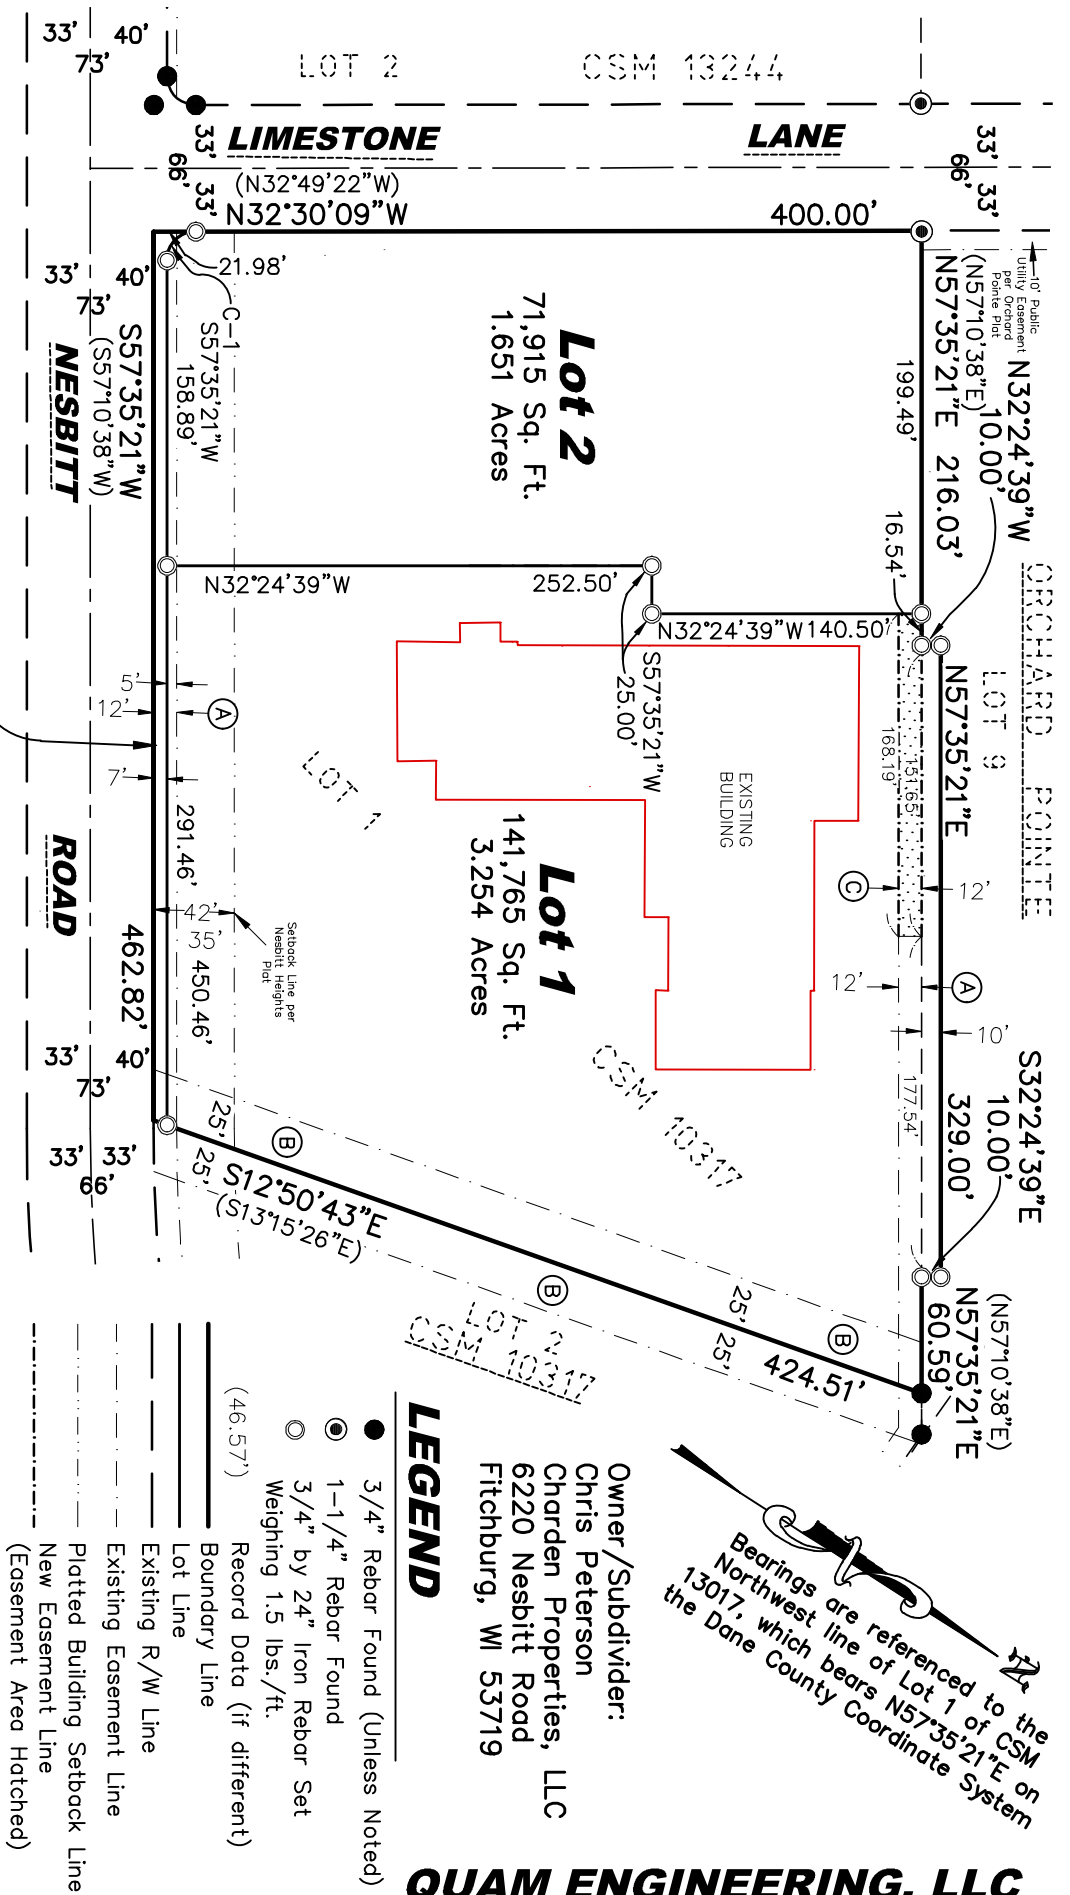 33' 40'
73'
LOT 2 CSM 13244
LIMESTONE LANE
33'
66'
33'
33'
66'
33'
(N32°49'22"W)
N32°30'09"W
400.00'
21.98'
C-1
10' Public
Utility Easement
per Orchard
Pointe Plat
N32°24'39"W
10.00'
(N57°10'38"E)
N57°35'21"E 216.03'
199.49'
16.54'
ORCHARD POINTE
LOT 9
Lot 2
71,915 Sq. Ft.
1.651 Acres
33' 40'
73'
S57°35'21"W
158.89'
S57°35'21"W
(S57°10'38"W)
NESBITT
N32°24'39"W
252.50'
N32°24'39"W 140.50'
S57°35'21"W
25.00'
N57°35'21"E
151.65'
168.19'
EXISTING
BUILDING
5'
12'
A
7'
LOT 1
Lot 1
141,765 Sq. Ft.
3.254 Acres
C
12'
12'
A
10'
ROAD
291.46'
42'
35'
450.46'
462.82'
Setback Line per
Nesbitt Heights
Plat
CSM 10317
S32°24'39"E
10.00'
329.00'
177.54'
33' 40'
73'
33' 33'
66'
25'
25'
B
S12°50'43"E
(S13°15'26"E)
B
25'
25'
B
424.51'
(N57°10'38"E)
N57°35'21"E
60.59'
LOT 2
CSM 10317
N
Bearings are referenced to the
Northwest line of Lot 1 of CSM
13017, which bears N57°35'21"E on
the Dane County Coordinate System
Owner/Subdivider:
Chris Peterson
Charden Properties, LLC
6220 Nesbitt Road
Fitchburg, WI 53719
LEGEND
3/4" Rebar Found (Unless Noted)
1-1/4" Rebar Found
3/4" by 24" Iron Rebar Set
Weighing 1.5 lbs./ft.
(46.57') Record Data (if different)
Boundary Line
Lot Line
Existing R/W Line
Existing Easement Line
Platted Building Setback Line
New Easement Line
(Easement Area Hatched)
QUAM ENGINEERING, LLC